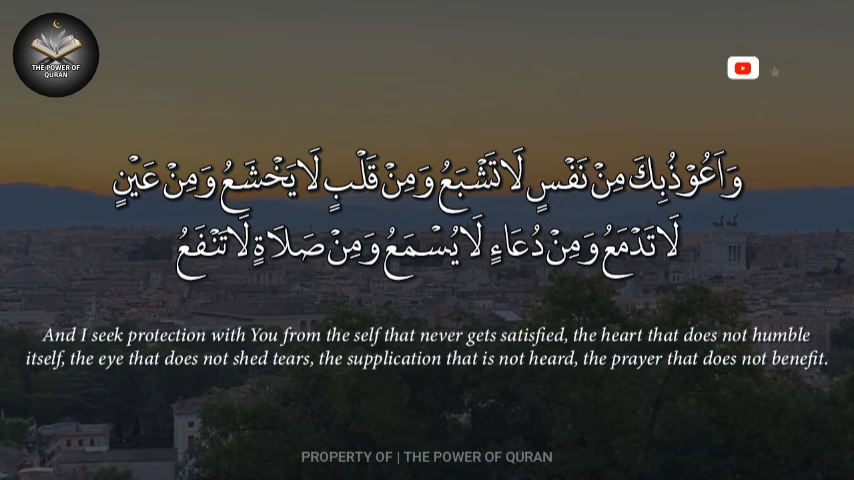 THE POWER OF
QURAN
وَاَعُوْذُبِكَ مِنْ نَفْسٍ لَاتَشْبَعُ وَمِنْ قَلْبٍ لَا يَخْشَعُ وَمِنْ عَيْنٍ
لَا تَدْمَعُ وَمِنْ دُعَاءٍ لَا يُسْمَعُ وَمِنْ صَلَاةٍ لَاتَنْفَعُ
And I seek protection with You from the self that never gets satisfied, the heart that does not humble
itself, the eye that does not shed tears, the supplication that is not heard, the prayer that does not benefit.
PROPERTY OF | THE POWER OF QURAN